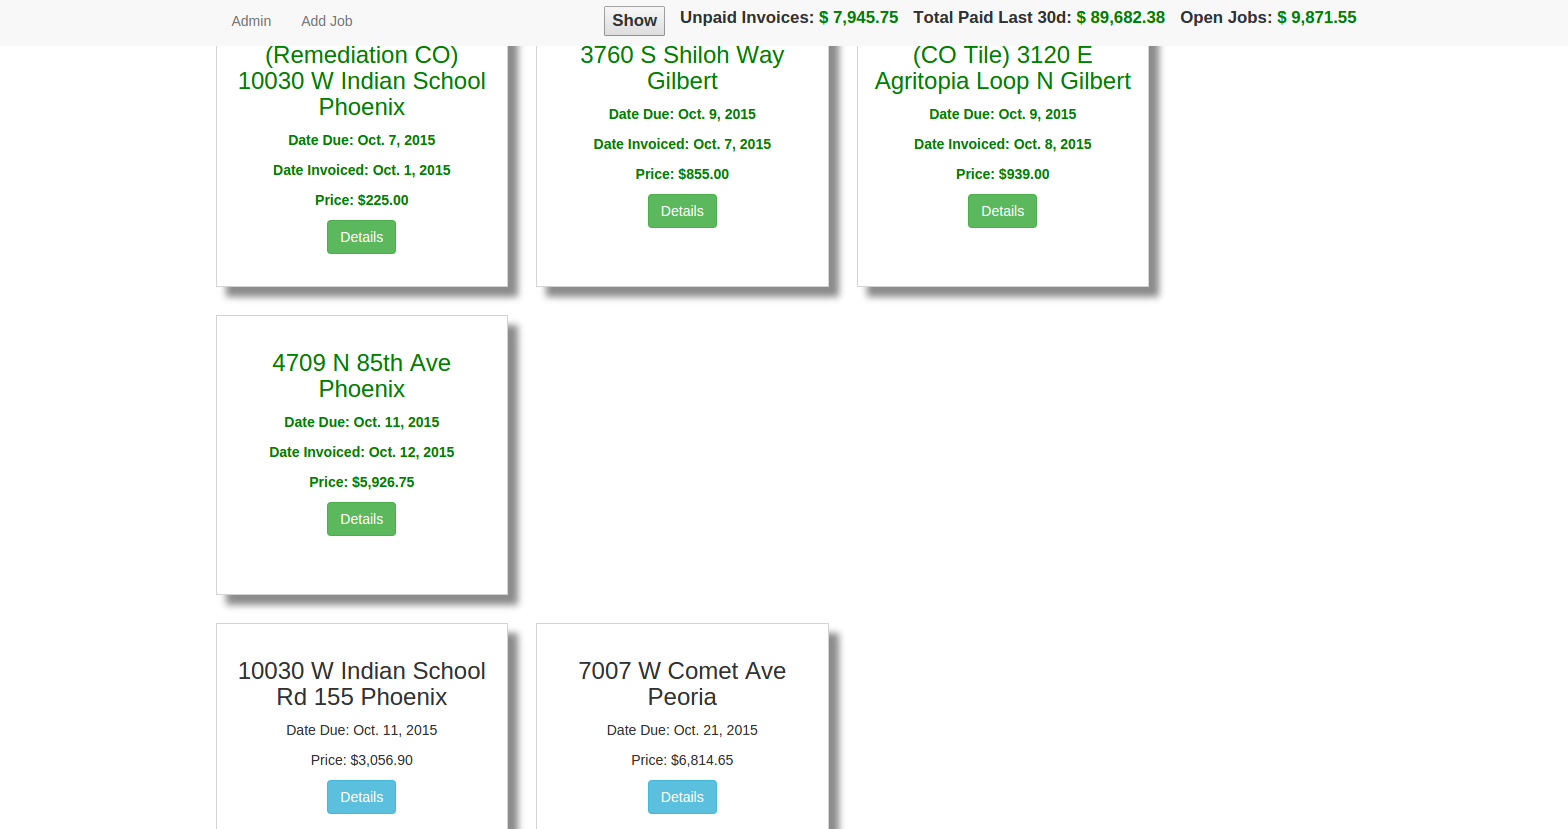 Admin Add Job Show Unpaid Invoices: $ 7,945.75 Total Paid Last 30d: $ 89,682.38 Open Jobs: $ 9,871.55
(Remediation CO)
10030 W Indian School
Phoenix
Date Due: Oct. 7, 2015
Date Invoiced: Oct. 1, 2015
Price: $225.00
Details
3760 S Shiloh Way
Gilbert
Date Due: Oct. 9, 2015
Date Invoiced: Oct. 7, 2015
Price: $855.00
Details
(CO Tile) 3120 E
Agritopia Loop N Gilbert
Date Due: Oct. 9, 2015
Date Invoiced: Oct. 8, 2015
Price: $939.00
Details
4709 N 85th Ave
Phoenix
Date Due: Oct. 11, 2015
Date Invoiced: Oct. 12, 2015
Price: $5,926.75
Details
10030 W Indian School
Rd 155 Phoenix
Date Due: Oct. 11, 2015
Price: $3,056.90
Details
7007 W Comet Ave
Peoria
Date Due: Oct. 21, 2015
Price: $6,814.65
Details